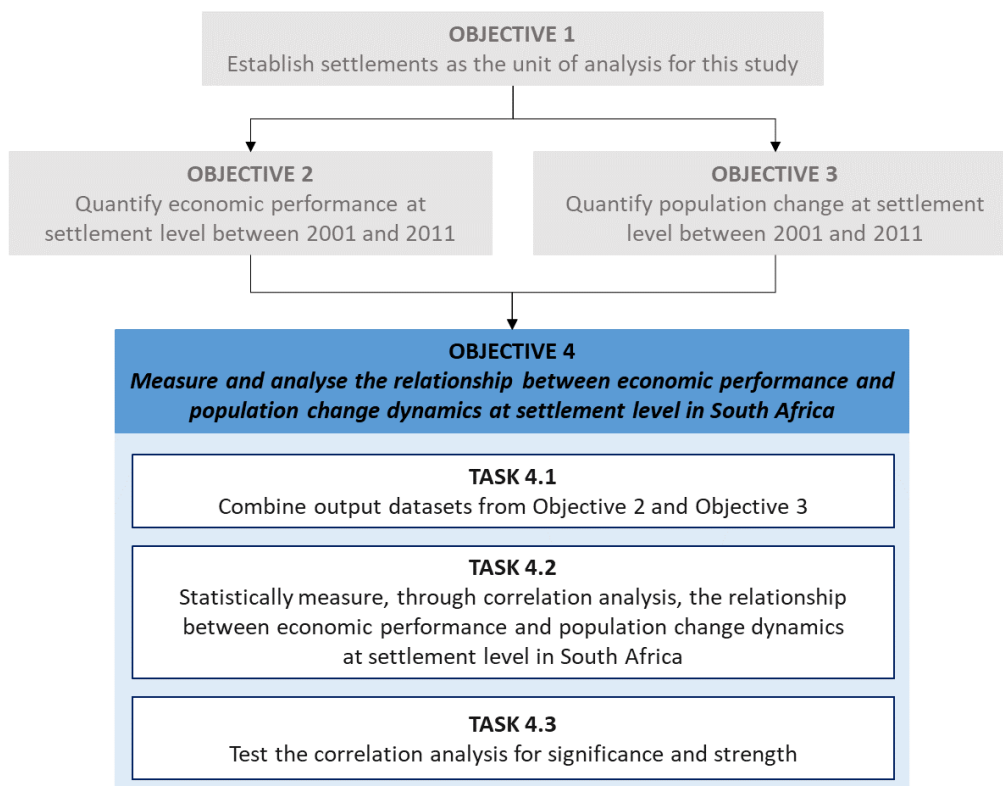 OBJECTIVE 1
Establish settlements as the unit of analysis for this study
OBJECTIVE 2
Quantify economic performance at
settlement level between 2001 and 2011
OBJECTIVE 3
Quantify population change at settlement
level between 2001 and 2011
OBJECTIVE 4
Measure and analyse the relationship between economic performance and
population change dynamics at settlement level in South Africa
TASK 4.1
Combine output datasets from Objective 2 and Objective 3
TASK 4.2
Statistically measure, through correlation analysis, the relationship
between economic performance and population change dynamics
at settlement level in South Africa
TASK 4.3
Test the correlation analysis for significance and strength